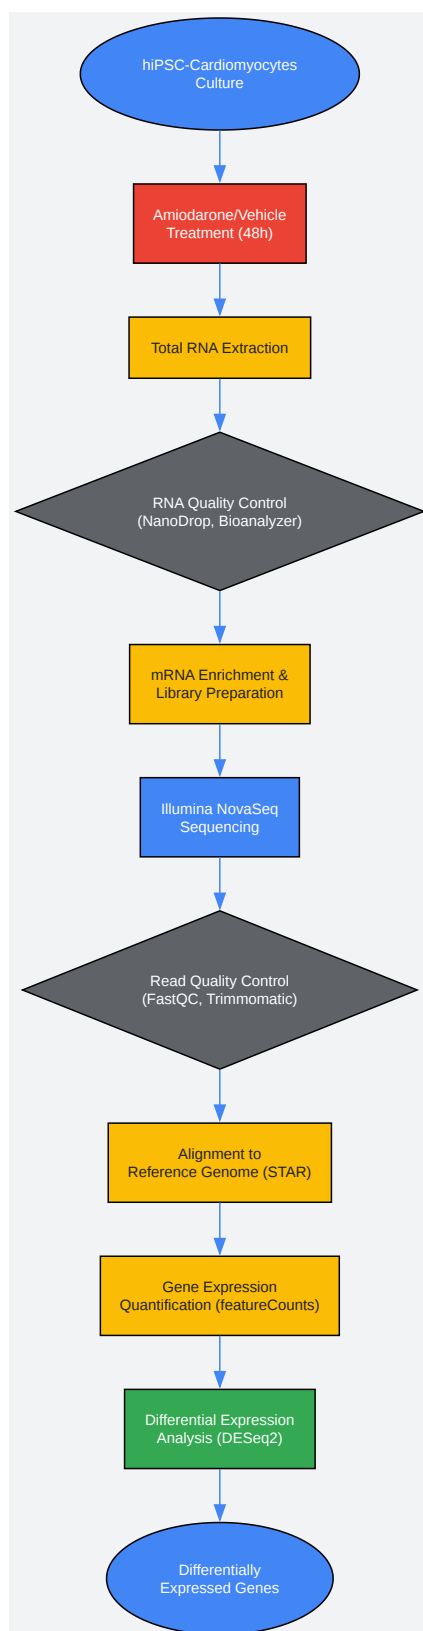 hiPSC-Cardiomyocytes
Culture
Amiodarone/Vehicle
Treatment (48h)
Total RNA Extraction
RNA Quality Control
(NanoDrop, Bioanalyzer)
mRNA Enrichment &
Library Preparation
Illumina NovaSeq
Sequencing
Read Quality Control
(FastQC, Trimmomatic)
Alignment to
Reference Genome (STAR)
Gene Expression
Quantification (featureCounts)
Differential Expression
Analysis (DESeq2)
Differentially
Expressed Genes